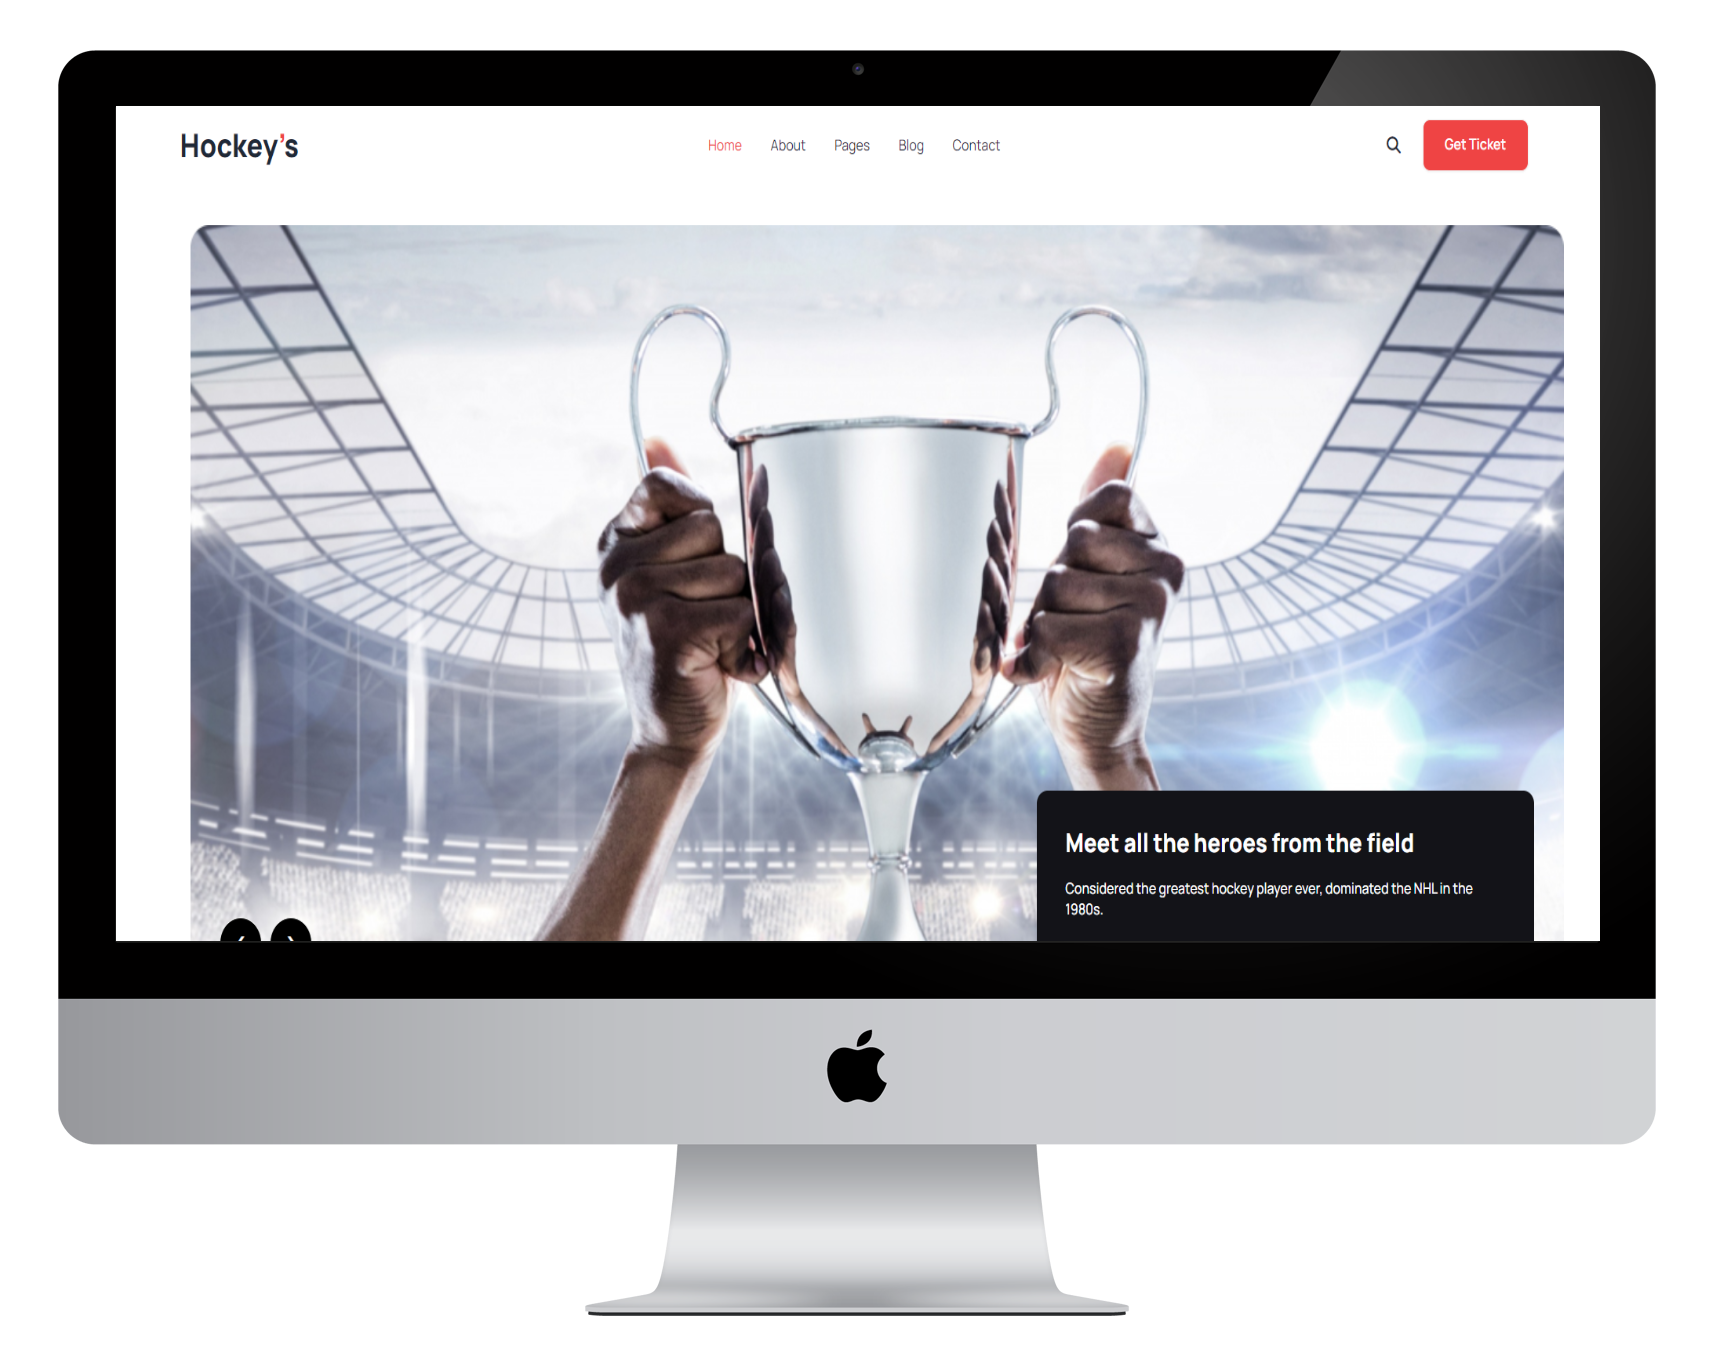 Hockey's
Home About Pages Blog Contact
Get Ticket
Meet all the heroes from the field
Considered the greatest hockey player ever, dominated the NHL in the
1980s.